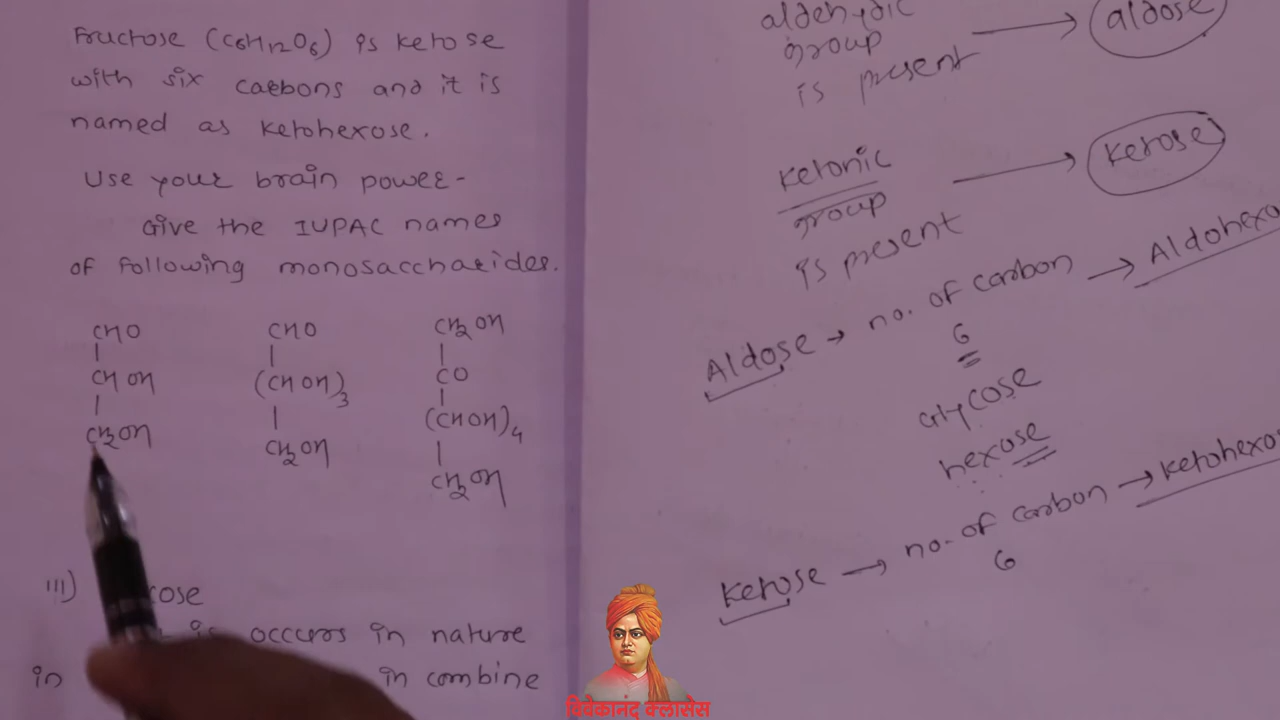 Fructose (C6H12O6) is ketose
with six carbons and it is
named as ketohexose.
Use your brain power-
Give the IUPAC names
of following monosaccharides.
CHO CHO CH2OH
CHOH (CHOH)3 CO
CH2OH CH2OH (CHOH)4
CH2OH
III)
is occurs in nature
in in combine
aldehydic
group → aldose
is present
Ketonic
group → Ketose
is present
Aldose → no. of carbon → Aldohexo
6
Glycose
hexose
Ketose → no. of carbon → Ketohexo
6
विवेकानंद क्लासेस